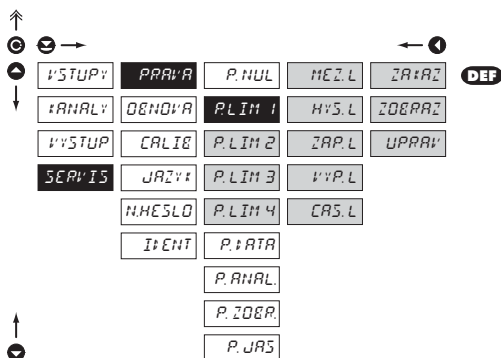 VSTUPY PRAVA P. NUL MEZ. L ZAKAZ DEF
KANALY OBNOVA P.LIM 1 HYS. L ZOBRAZ
VYSTUP CALIB P.LIM 2 ZAP. L UPRAV
SERVIS JAZYK P.LIM 3 VYP. L
N.HESLO P.LIM 4 CAS. L
IDENT P. DATA
P. ANAL.
P. ZOBR.
P. JAS